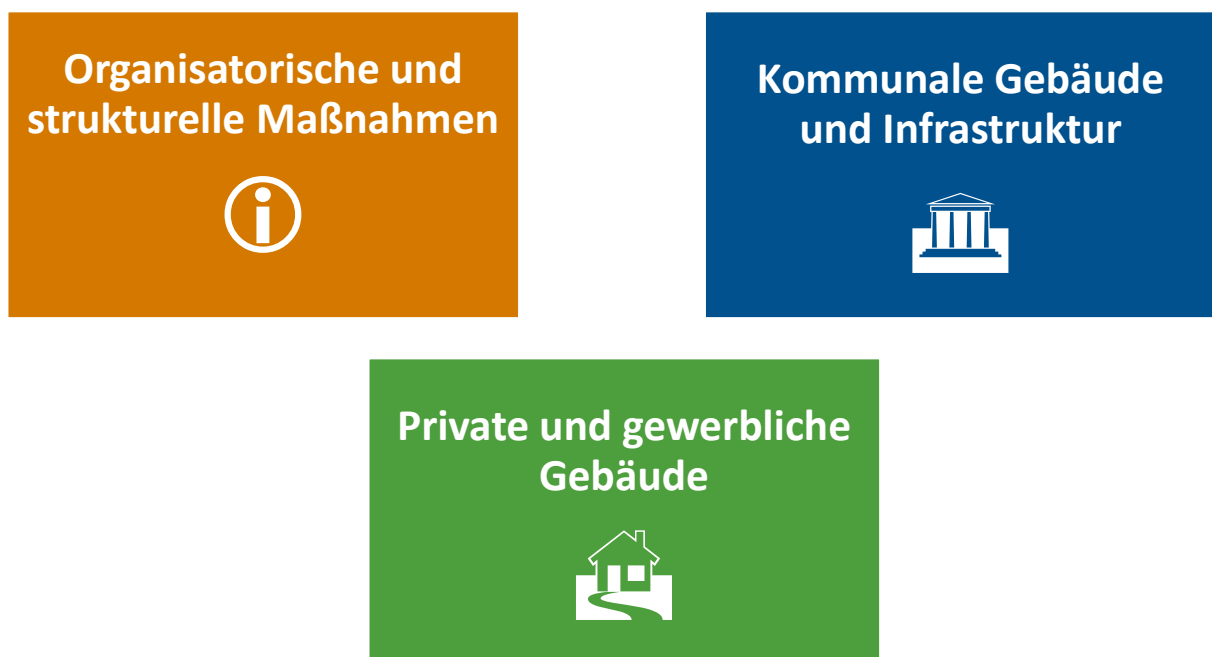 Organisatorische und
strukturelle Maßnahmen
Kommunale Gebäude
und Infrastruktur
Private und gewerbliche
Gebäude